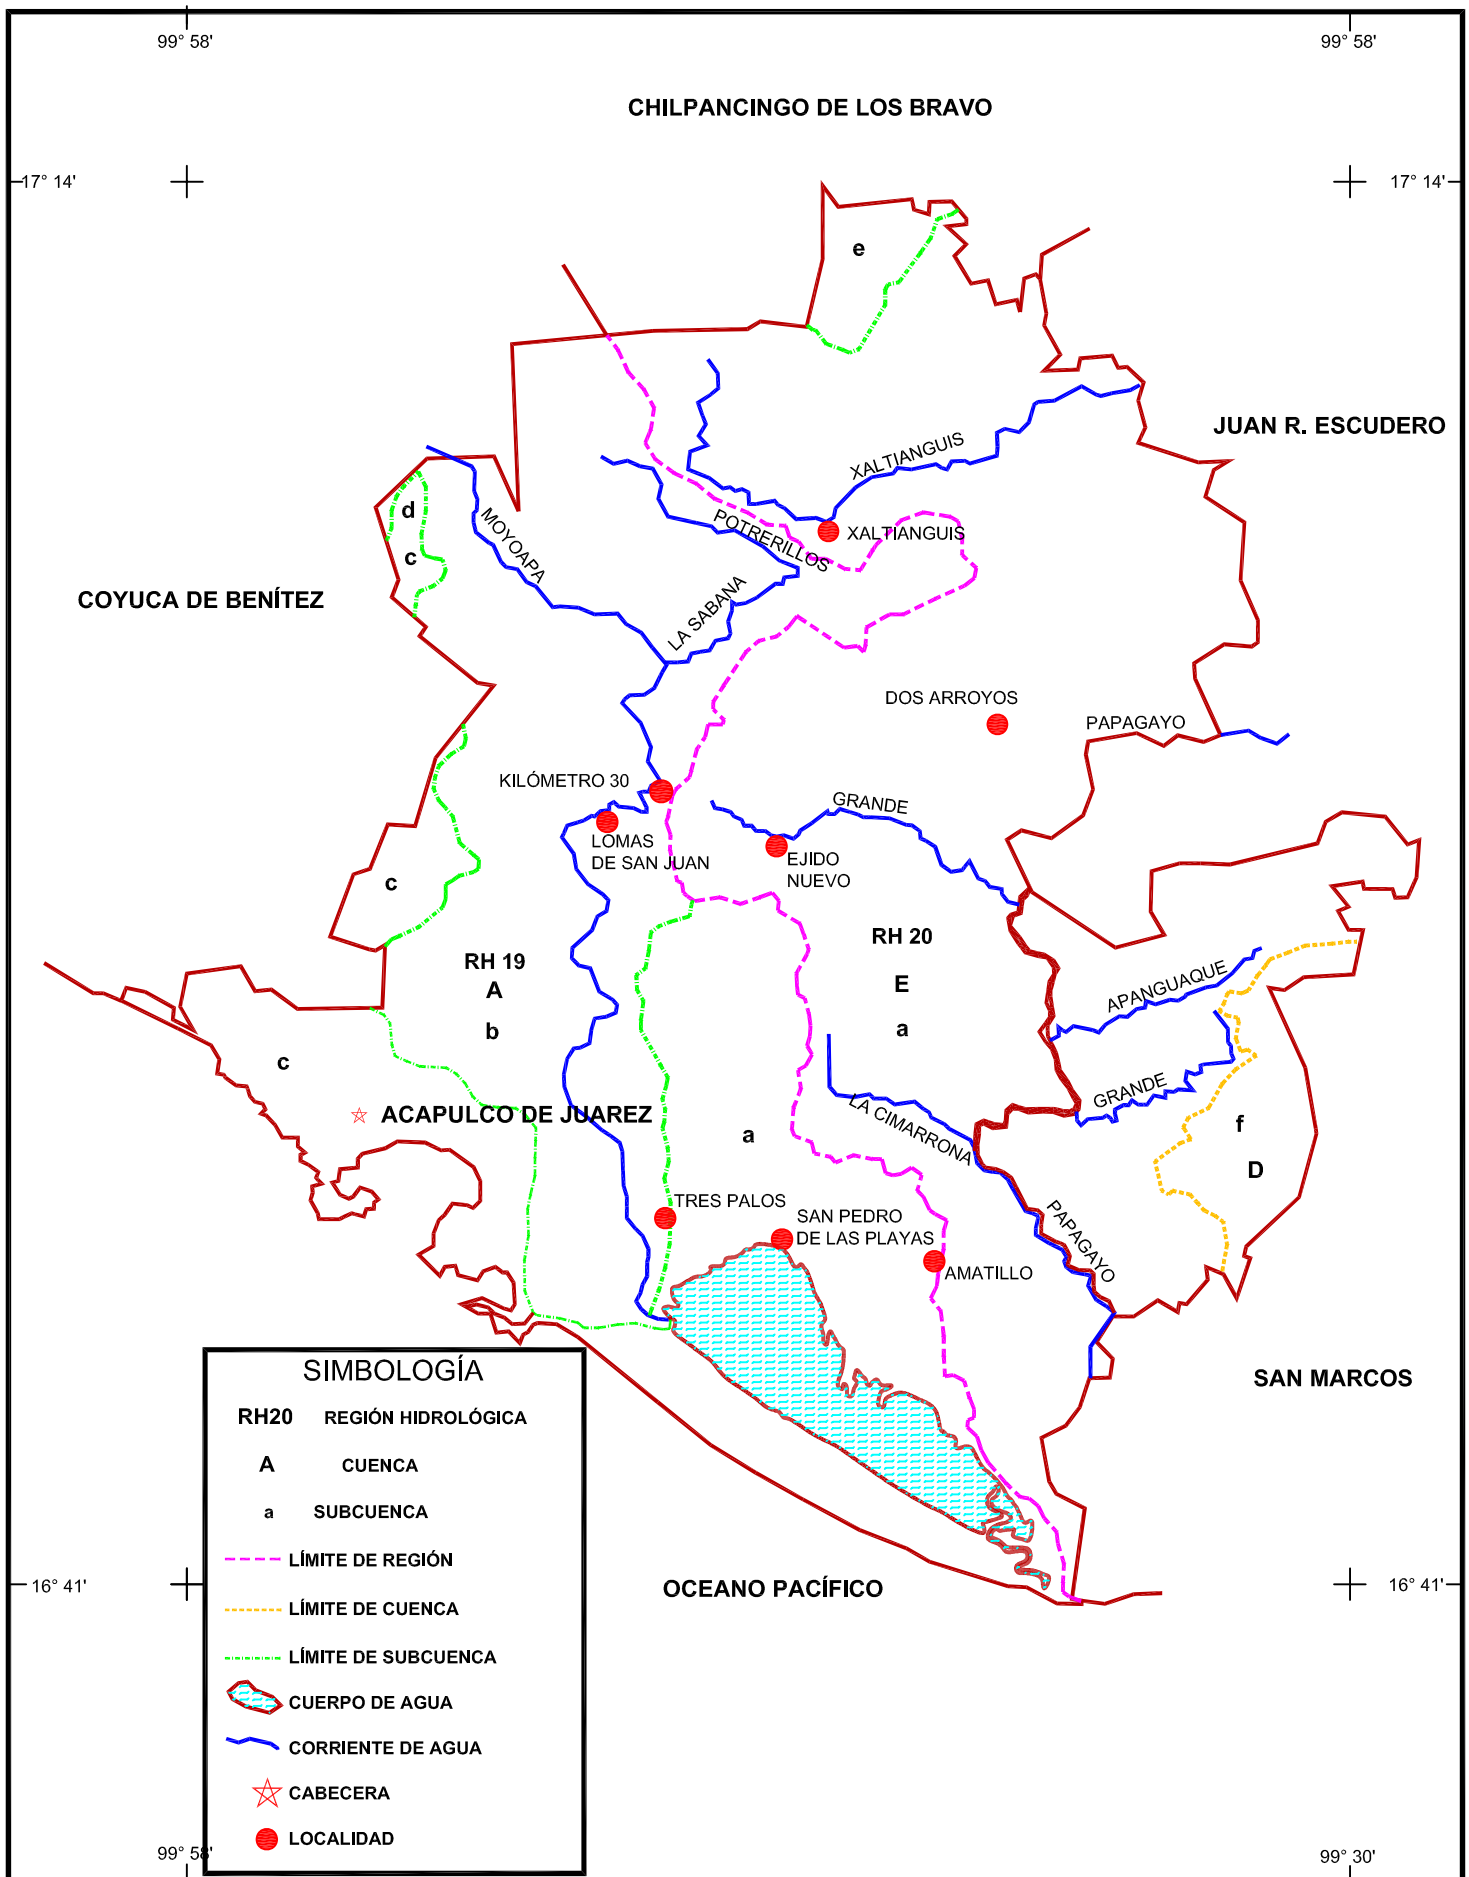 99° 58'
99° 58'
CHILPANCINGO DE LOS BRAVO
17° 14'
17° 14'
e
JUAN R. ESCUDERO
XALTIANGUIS
d
MOYOAPA
POTRERILLOS
XALTIANGUIS
c
COYUCA DE BENÍTEZ
LA SABANA
DOS ARROYOS
PAPAGAYO
KILÓMETRO 30
GRANDE
LOMAS
DE SAN JUAN
EJIDO
NUEVO
c
RH 19
A
b
RH 20
E
a
APANGUAQUE
c
GRANDE
ACAPULCO DE JUAREZ
LA CIMARRONA
a
f
D
TRES PALOS
SAN PEDRO
DE LAS PLAYAS
PAPAGAYO
AMATILLO
SAN MARCOS
SIMBOLOGÍA
RH20 REGIÓN HIDROLÓGICA
A CUENCA
a SUBCUENCA
LÍMITE DE REGIÓN
LÍMITE DE CUENCA
LÍMITE DE SUBCUENCA
CUERPO DE AGUA
CORRIENTE DE AGUA
CABECERA
LOCALIDAD
OCEANO PACÍFICO
16° 41'
16° 41'
99° 58'
99° 30'